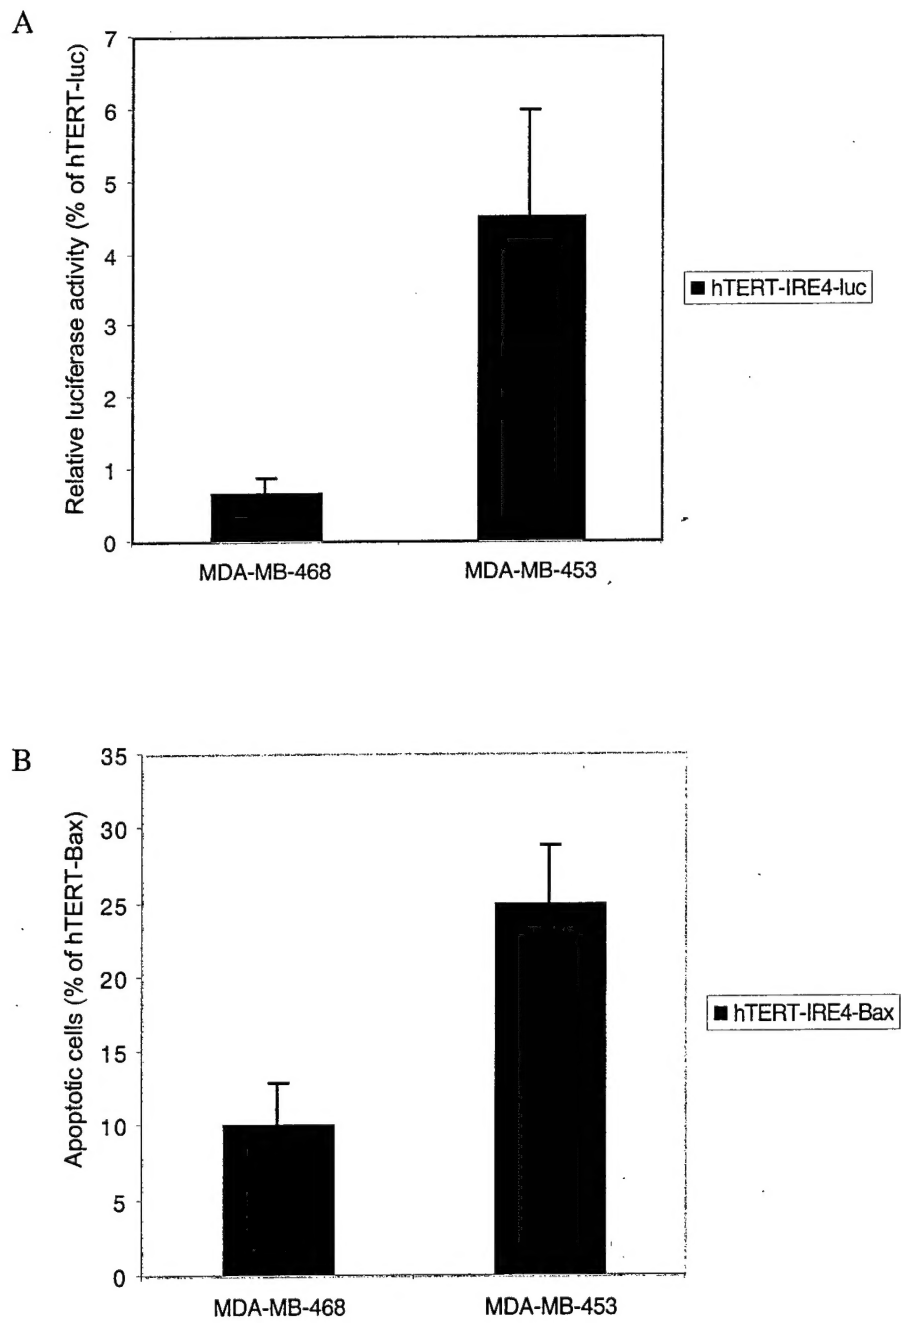 A
Relative luciferase activity (% of hTERT-luc)
7
6
5
4
3
2
1
0
MDA-MB-468
MDA-MB-453
hTERT-IRE4-luc
B
Apoptotic cells (% of hTERT-Bax)
35
30
25
20
15
10
5
0
MDA-MB-468
MDA-MB-453
hTERT-IRE4-Bax